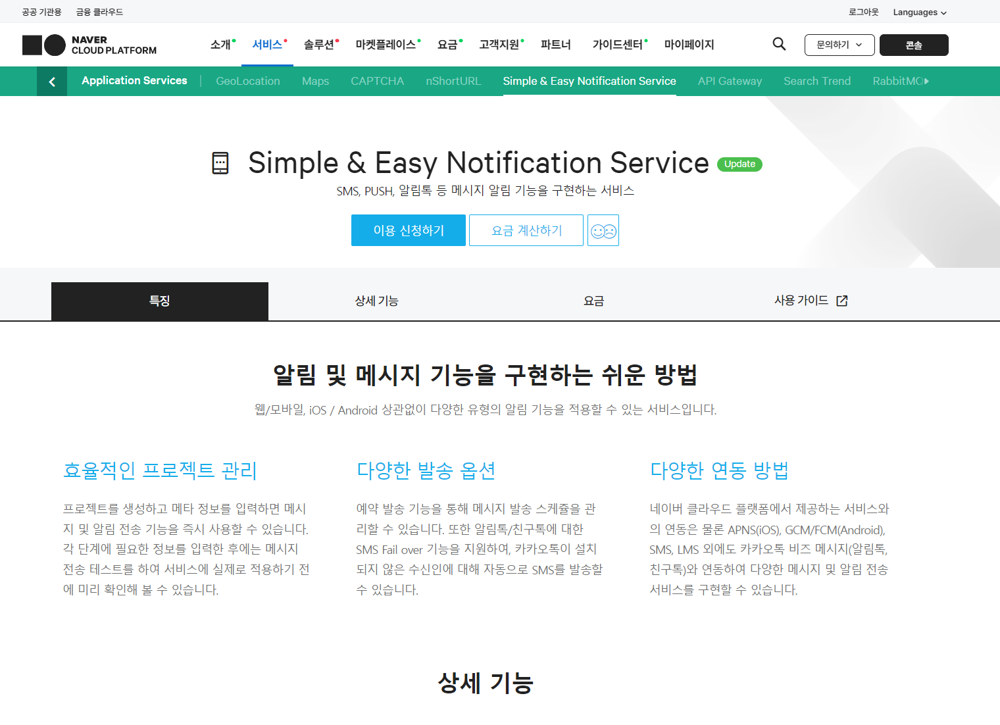 공공 기관용 금융 클라우드 로그아웃 Languages
NAVER
CLOUD PLATFORM
소개 서비스 솔루션 마켓플레이스 요금 고객지원 파트너 가이드센터 마이페이지 문의하기 콘솔
Application Services | GeoLocation Maps CAPTCHA nShortURL Simple & Easy Notification Service API Gateway Search Trend
Simple & Easy Notification Service Update
SMS, PUSH, 알림톡 등 메시지 알림 기능을 구현하는 서비스
이용 신청하기 요금 계산하기
특징 상세 기능 요금 사용 가이드
알림 및 메시지 기능을 구현하는 쉬운 방법
웹/모바일, iOS / Android 상관없이 다양한 유형의 알림 기능을 적용할 수 있는 서비스입니다.
효율적인 프로젝트 관리
프로젝트를 생성하고 메타 정보를 입력하면 메시
지 및 알림 전송 기능을 즉시 사용할 수 있습니다.
각 단계에 필요한 정보를 입력한 후에는 메시지
전송 테스트를 하여 서비스에 실제로 적용하기 전
에 미리 확인해 볼 수 있습니다.
다양한 발송 옵션
예약 발송 기능을 통해 메시지 발송 스케쥴을 관
리할 수 있습니다. 또한 알림톡/친구톡에 대한
SMS Fail over 기능을 지원하여, 카카오톡이 설치
되지 않은 수신인에 대해 자동으로 SMS를 발송할
수 있습니다.
다양한 연동 방법
네이버 클라우드 플랫폼에서 제공하는 서비스와
의 연동은 물론 APNS(iOS), GCM/FCM(Android),
SMS, LMS 외에도 카카오톡 비즈 메시지(알림톡,
친구톡)와 연동하여 다양한 메시지 및 알림 전송
서비스를 구현할 수 있습니다.
상세 기능